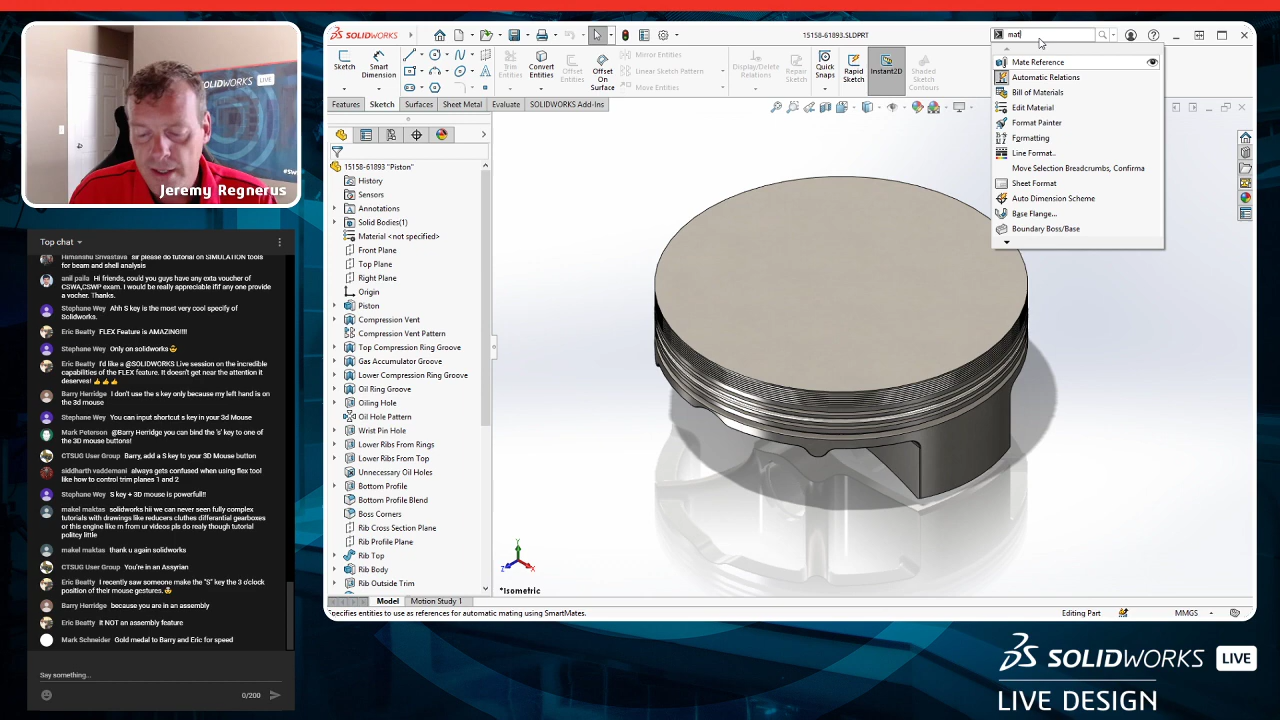 Jeremy Regnerus
Top chat
Himanshu Srivastava sir please do tutorial on SIMULATION tools
for beam and shell analysis
anil paila Hi friends, could you guys have any exta voucher of
CSWA,CSWP exam. I would be really appreciable ifif any one provide
a vocher. Thanks.
Stephane Wey Ahh S key is the most very cool specify of
Solidworks.
Eric Beatty FLEX Feature is AMAZING!!!!
Stephane Wey Only on solidworks
Eric Beatty I'd like a @SOLIDWORKS Live session on the incredible
capabilities of the FLEX feature. It doesn't get near the attention it
deserves!
Barry Herridge I don't use the s key only because my left hand is on
the 3d mouse
Stephane Wey You can input shortcut s key in your 3d Mouse
Mark Peterson @Barry Herridge you can bind the 's' key to one of
the 3D mouse buttons!
CTSUG User Group Barry, add a S key to your 3D Mouse button
siddharth vaddemani always gets confused when using flex tool
like how to control trim planes 1 and 2
Stephane Wey S key + 3D mouse is powerful!!
makel maktas solidworks hii we can never seen fully complex
tutorials with drawings like reducers cluthes differantial gearboxes
or this engine like m from ur videos pls do realy though tutorial
politcy little
makel maktas thank u again solidworks
CTSUG User Group You're in an Assyrian
Eric Beatty I recently saw someone make the "S" key the 3 o'clock
position of their mouse gestures.
Barry Herridge because you are in an assembly
Eric Beatty it NOT an assembly feature
Mark Schneider Gold medal to Barry and Eric for speed
Say something...
0/200
SOLIDWORKS
15158-61893.SLDPRT
mat
Sketch
Smart Dimension
Trim Entities
Convert Entities
Offset Entities
Offset On Surface
Mirror Entities
Linear Sketch Pattern
Move Entities
Display/Delete Relations
Repair Sketch
Quick Snaps
Rapid Sketch
Instant2D
Shaded Sketch Contours
Features
Sketch
Sheet Metal
Surfaces
Evaluate
SOLIDWORKS Add-Ins
Mate Reference
Automatic Relations
Bill of Materials
Edit Material
Format Painter
Formatting
Line Format..
Move Selection Breadcrumbs, Confirma
Sheet Format
Auto Dimension Scheme
Base Flange...
Boundary Boss/Base
15158-61893 "Piston"
History
Sensors
Annotations
Solid Bodies(1)
Material <not specified>
Front Plane
Top Plane
Right Plane
Origin
Piston
Compression Vent
Compression Vent Pattern
Top Compression Ring Groove
Gas Accumulator Groove
Lower Compression Ring Groove
Oil Ring Groove
Oiling Hole
Oil Hole Pattern
Wrist Pin Hole
Lower Ribs From Rings
Lower Ribs From Top
Unnecessary Oil Holes
Bottom Profile
Bottom Profile Blend
Boss Corners
Rib Cross Section Plane
Rib Profile Plane
Rib Top
Rib Body
Rib Outside Trim
Y
Z
X
*Isometric
Model
Motion Study 1
Specifies entities to use as references for automatic mating using SmartMates.
Editing Part
MMGS
SOLIDWORKS LIVE
LIVE DESIGN